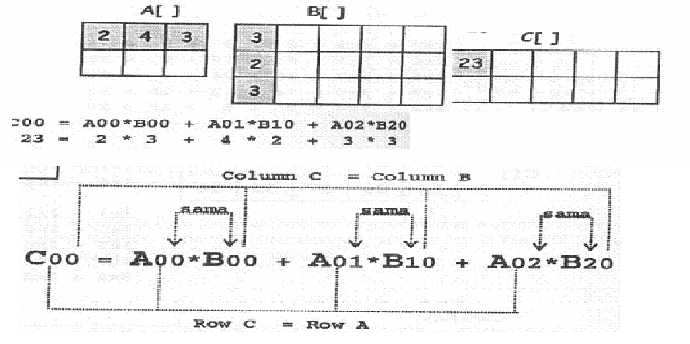 A[ ] B[ ] C[ ]
2 4 3
3
2
3
23
C00 = A00*B00 + A01*B10 + A02*B20
23 = 2 * 3 + 4 * 2 + 3 * 3
Column C = Column B
sama sama sama
C00 = A00*B00 + A01*B10 + A02*B20
Row C = Row A